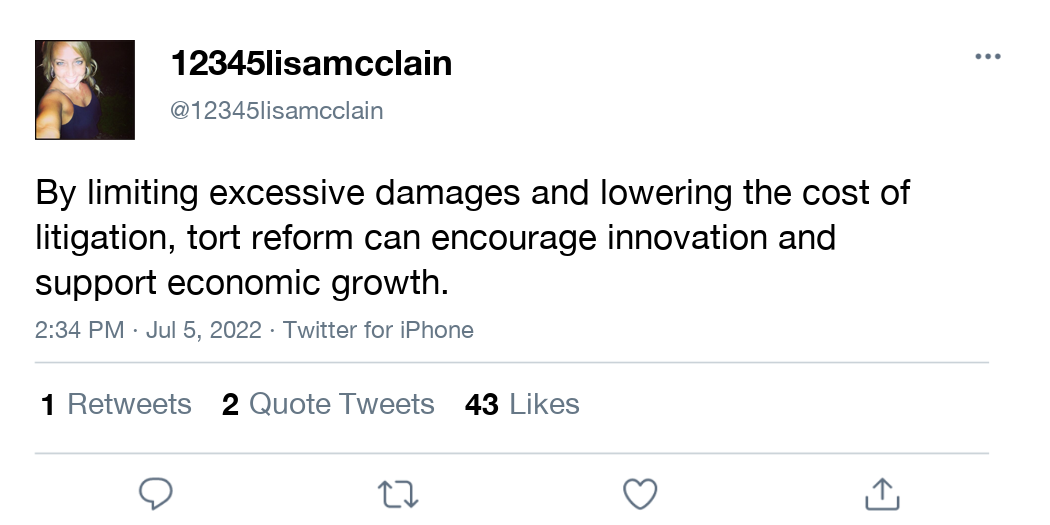 12345lisamcclain
@12345lisamcclain
By limiting excessive damages and lowering the cost of
litigation, tort reform can encourage innovation and
support economic growth.
2:34 PM · Jul 5, 2022 · Twitter for iPhone
1 Retweets 2 Quote Tweets 43 Likes